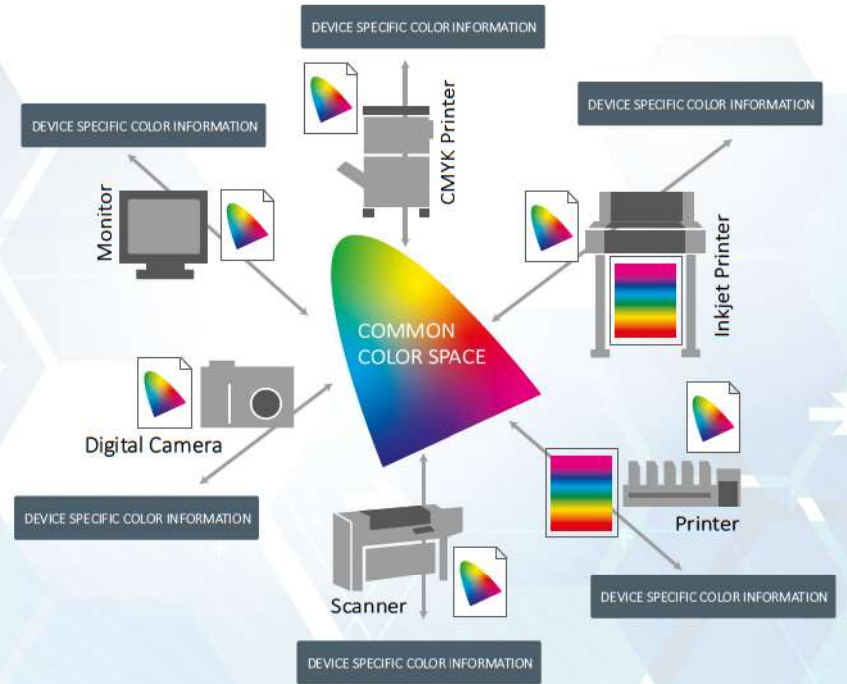 DEVICE SPECIFIC COLOR INFORMATION
CMYK Printer
DEVICE SPECIFIC COLOR INFORMATION
DEVICE SPECIFIC COLOR INFORMATION
Monitor
Inkjet Printer
COMMON
COLOR SPACE
Digital Camera
DEVICE SPECIFIC COLOR INFORMATION
Printer
Scanner
DEVICE SPECIFIC COLOR INFORMATION
DEVICE SPECIFIC COLOR INFORMATION